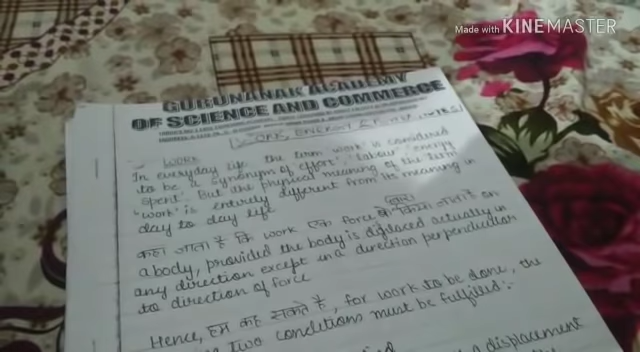 Made with KINEMASTER
GURUNANAK ACADEMY
OF SCIENCE AND COMMERCE
WORK, ENERGY &
WORK
In everyday life the term 'work' is considered
to be a synonym of 'effort', 'labour', 'energy
spent'. But the physical meaning of the term
"work" is entirely different from its meaning in
day to day life
कहा जाता है कि work एक force के द्वारा किया जाता है on
a body, provided the body is displaced actually in
any direction except in a direction perpendicular
to direction of force
Hence, हम कह सकते है, for work to be done, the
two conditions must be fulfilled :-
a displacement